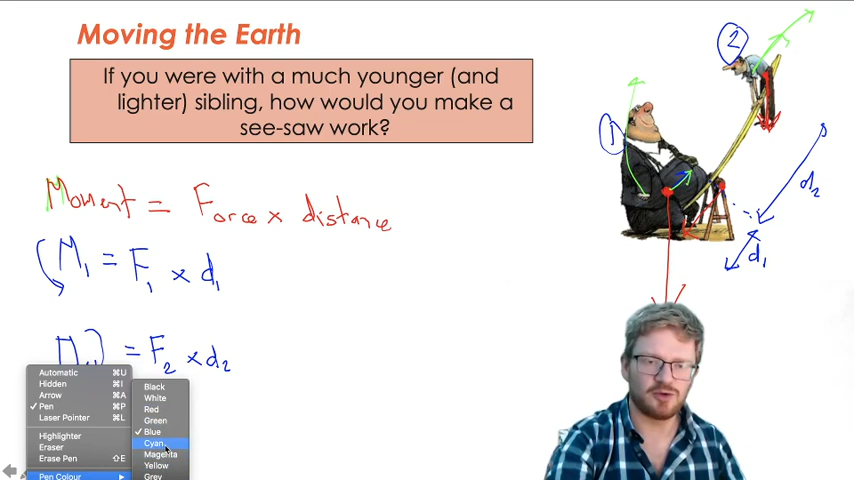 Moving the Earth
If you were with a much younger (and
lighter) sibling, how would you make a
see-saw work?
1
2
d2
d1
Moment = Force x distance
M1 = F1 x d1
= F2 x d2
Automatic ⌘U
Hidden ⌘I
Arrow ⌘A
✓ Pen ⌘P
Laser Pointer ⌘L
Highlighter
Eraser
Erase Pen ⇧E
Pen Colour
Black
White
Red
Green
✓ Blue
Cyan
Magenta
Yellow
Grey